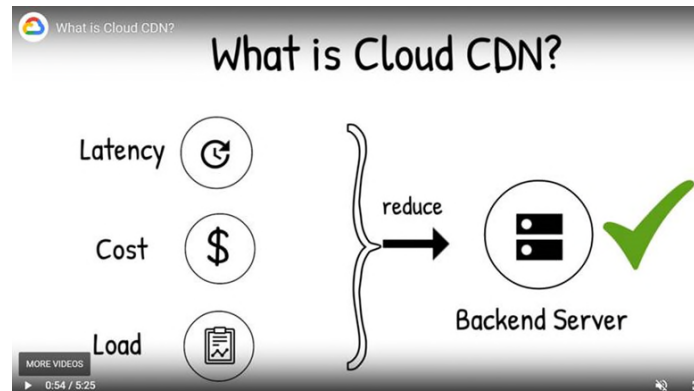 What is Cloud CDN?
What is Cloud CDN?
Latency
reduce
Cost
$
Backend Server
Load
MORE VIDEOS
0:54 / 5:25